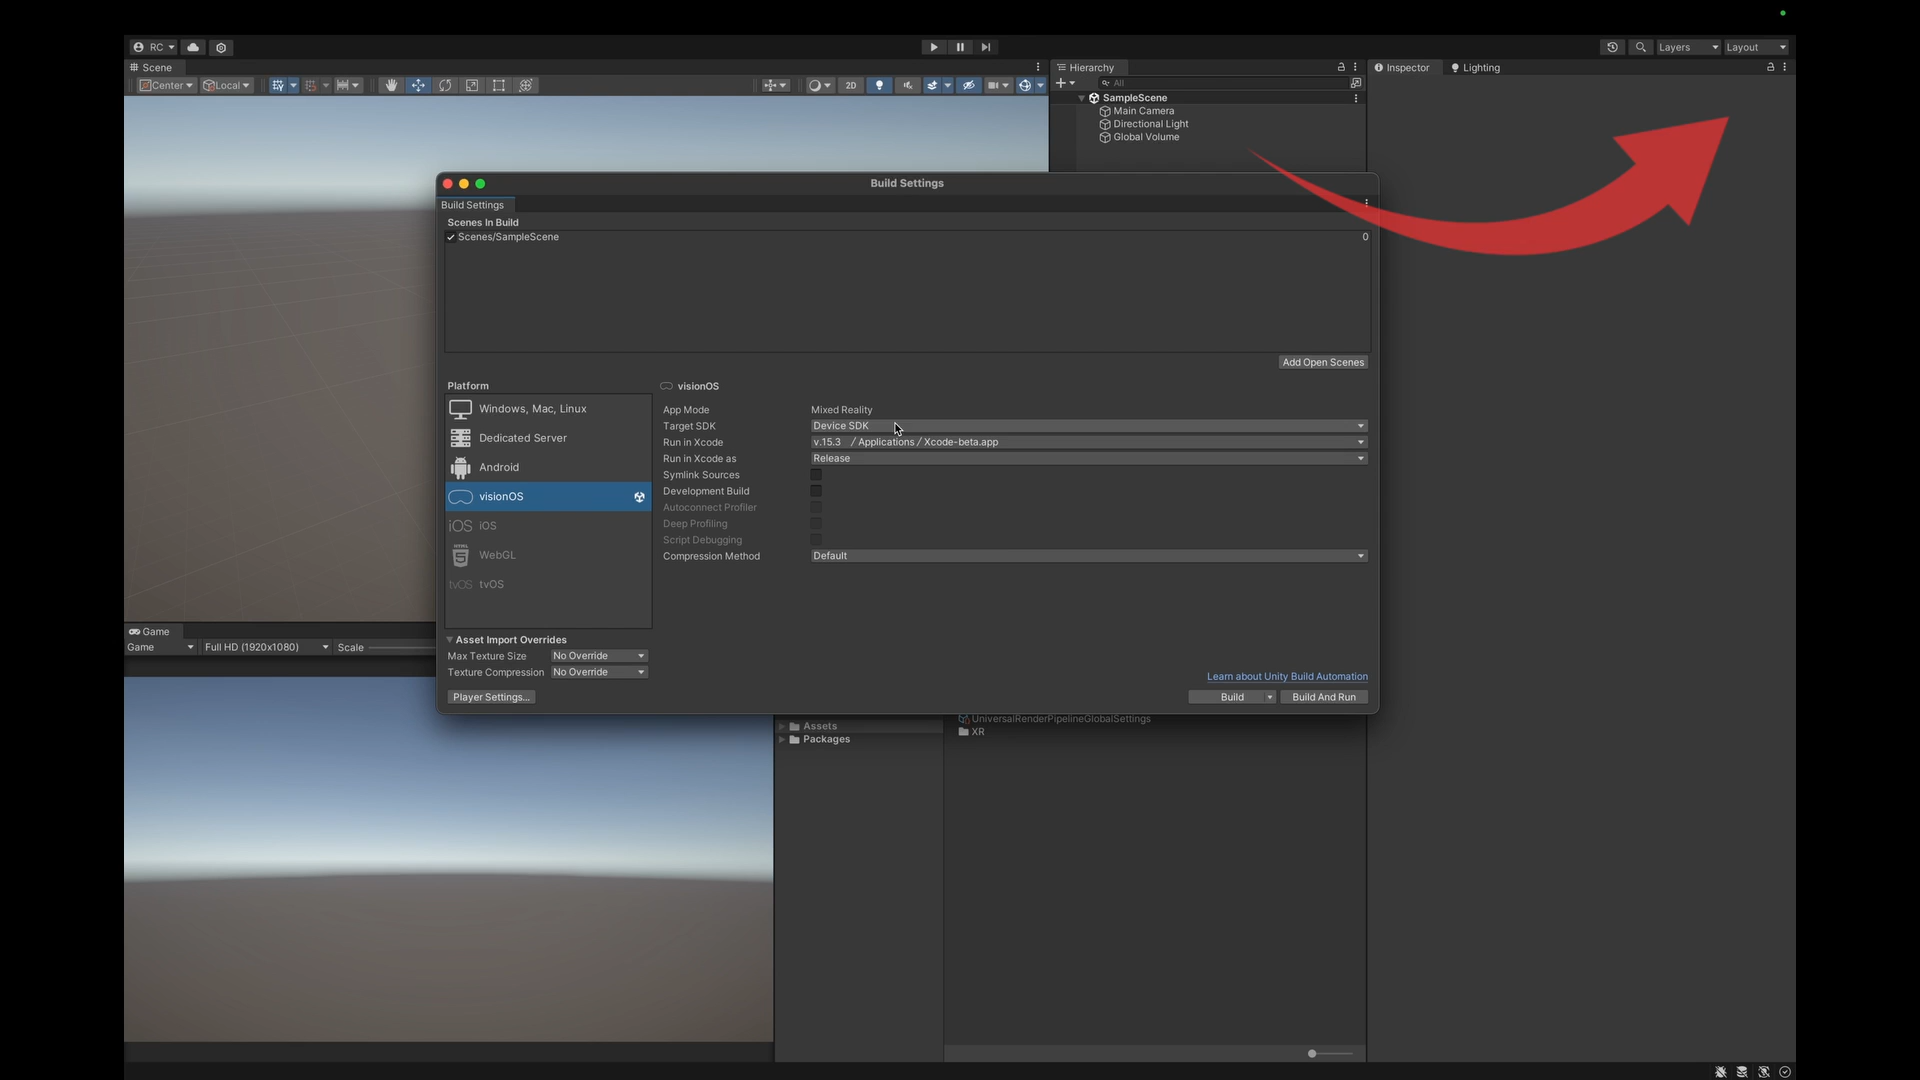 RC
Layers
Layout
Scene
Hierarchy
Inspector
Lighting
Center
Local
2D
All
SampleScene
Main Camera
Directional Light
Global Volume
Build Settings
Build Settings
Scenes In Build
Scenes/SampleScene
0
Add Open Scenes
Platform
visionOS
Windows, Mac, Linux
Dedicated Server
Android
visionOS
iOS iOS
HTML
5
WebGL
tvOS tvOS
App Mode
Mixed Reality
Target SDK
Device SDK
Run in Xcode
v.15.3 / Applications / Xcode-beta.app
Run in Xcode as
Release
Symlink Sources
Development Build
Autoconnect Profiler
Deep Profiling
Script Debugging
Compression Method
Default
Asset Import Overrides
Max Texture Size
No Override
Texture Compression
No Override
Learn about Unity Build Automation
Player Settings...
Build
Build And Run
Game
Game
Full HD (1920x1080)
Scale
Assets
Packages
UniversalRenderPipelineGlobalSettings
XR